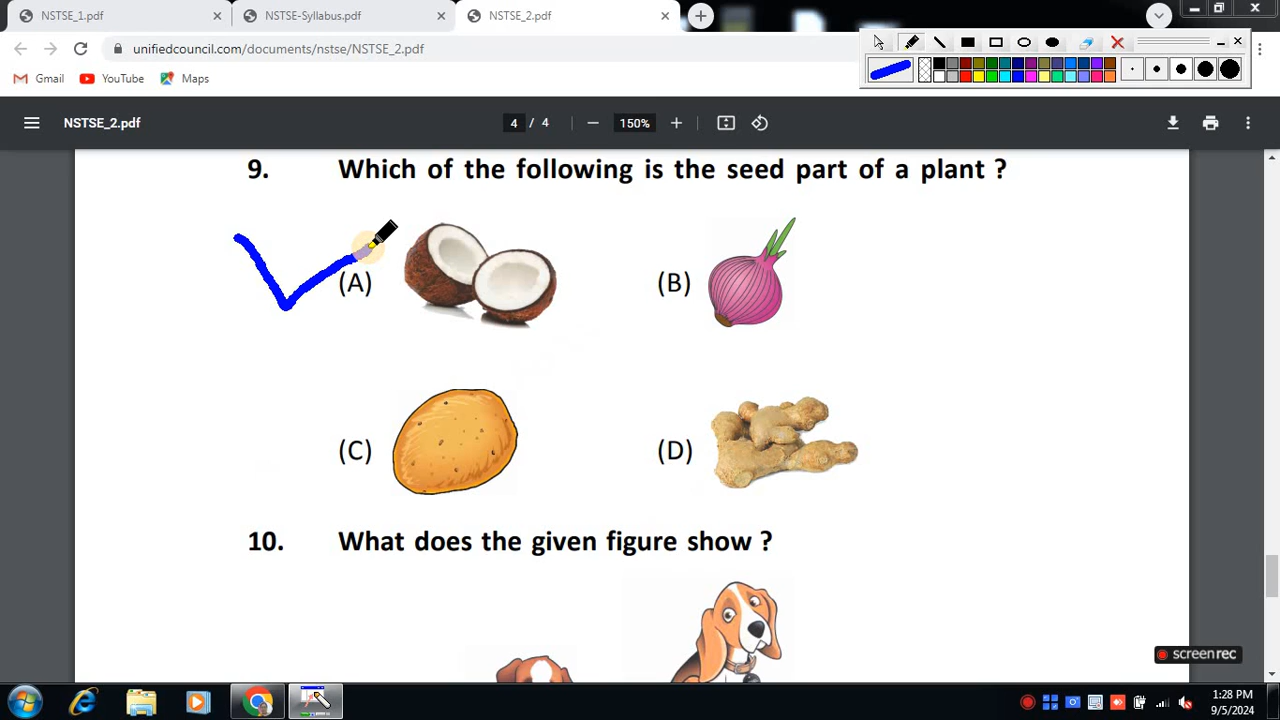 NSTSE_1.pdf
NSTSE-Syllabus.pdf
NSTSE_2.pdf
unifiedcouncil.com/documents/nstse/NSTSE_2.pdf
Gmail
YouTube
Maps
NSTSE_2.pdf
4 / 4
150%
9. Which of the following is the seed part of a plant ?
(A)
(B)
(C)
(D)
10. What does the given figure show ?
screenrec
1:28 PM
9/5/2024